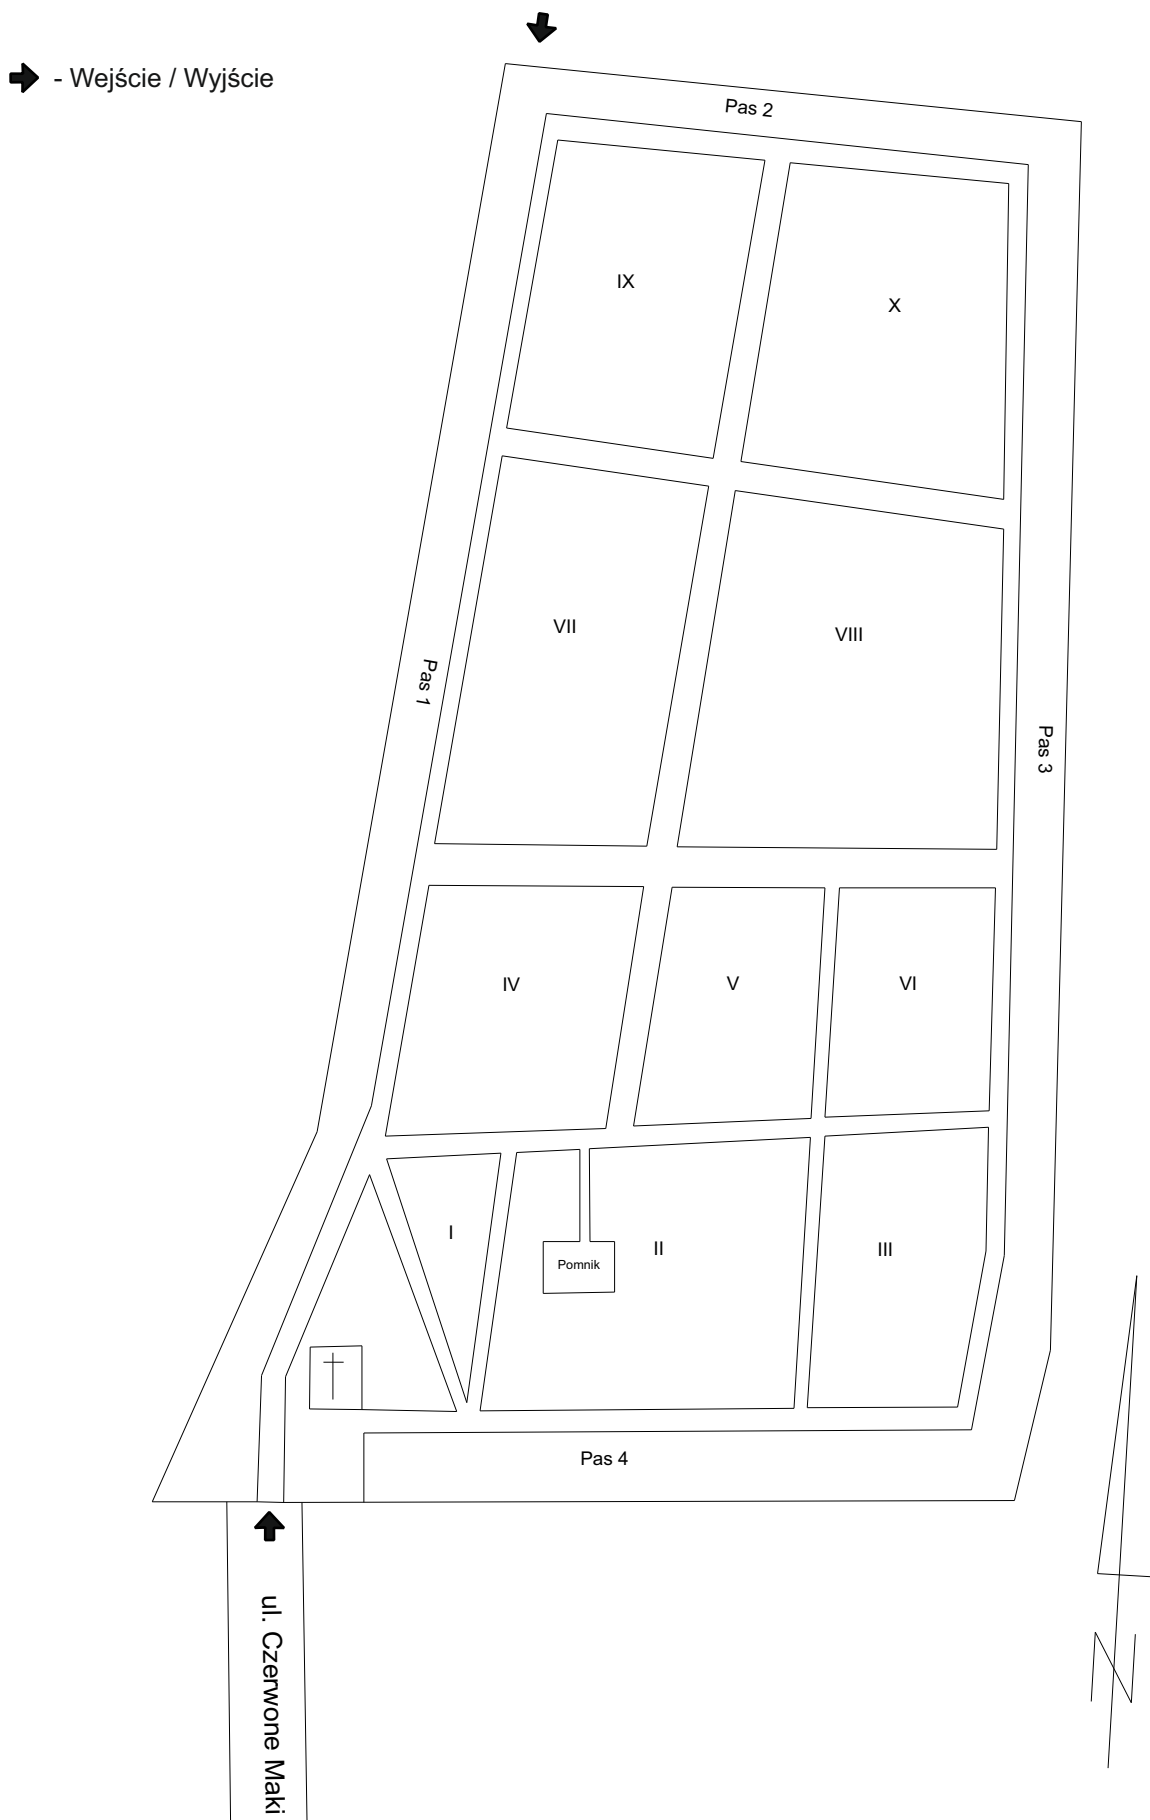 - Wejście / Wyjście
Pas 2
IX
X
VII
VIII
Pas 1
Pas 3
IV
V
VI
I
II
III
Pomnik
Pas 4
ul. Czerwone Maki
N